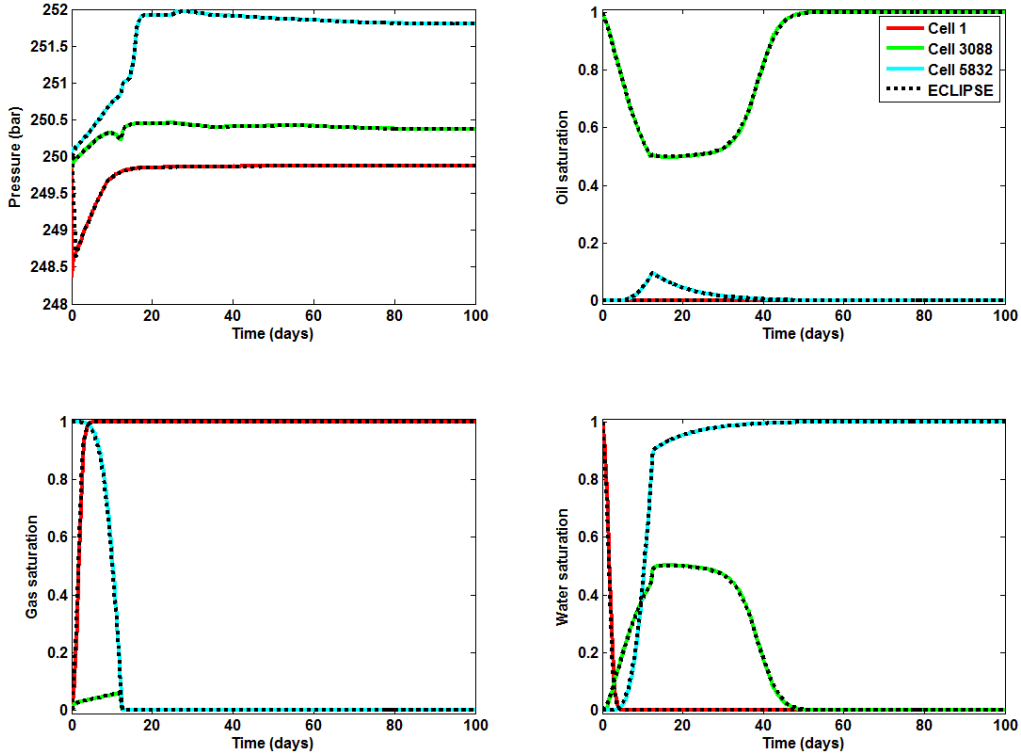 252
251.5
251
250.5
250
249.5
249
248.5
248
Pressure (bar)
0 20 40 60 80 100
Time (days)
1
0.8
0.6
0.4
0.2
0
Oil saturation
0 20 40 60 80 100
Time (days)
Cell 1
Cell 3088
Cell 5832
ECLIPSE
1
0.8
0.6
0.4
0.2
0
Gas saturation
0 20 40 60 80 100
Time (days)
1
0.8
0.6
0.4
0.2
0
Water saturation
0 20 40 60 80 100
Time (days)